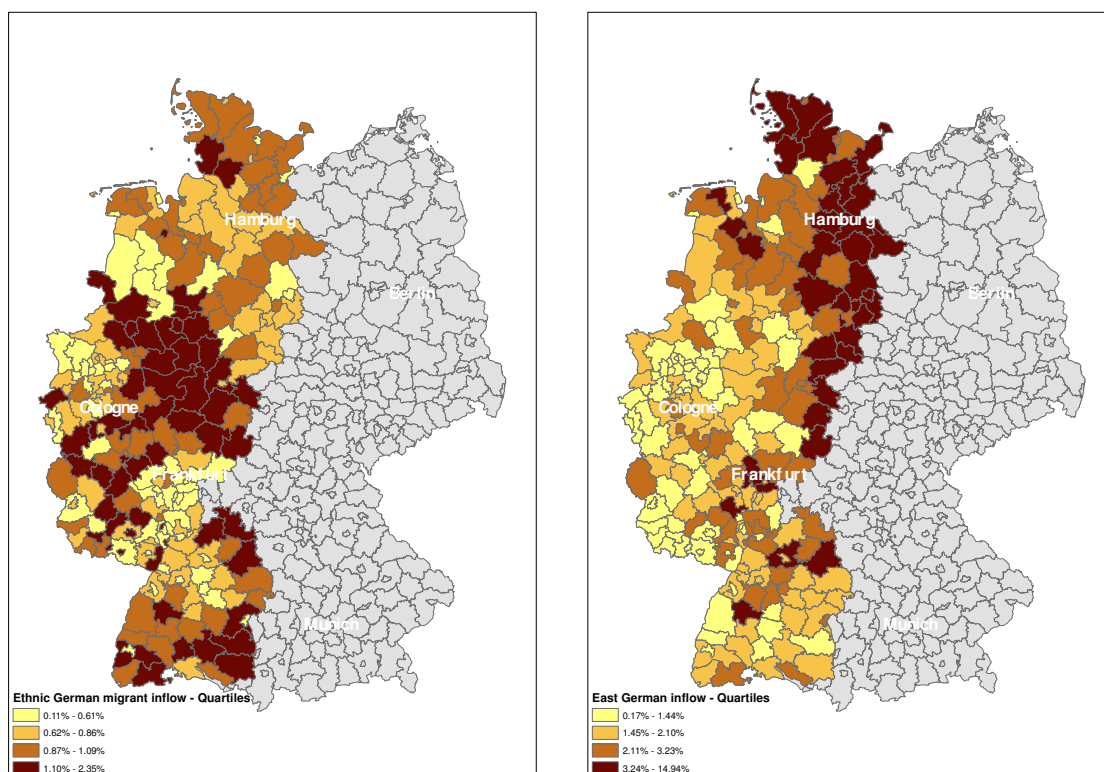 Hamburg
Berlin
Cologne
Frankfurt
Munich
Ethnic German migrant inflow - Quartiles
0.11% - 0.61%
0.62% - 0.86%
0.87% - 1.09%
1.10% - 2.35%
Hamburg
Berlin
Cologne
Frankfurt
Munich
East German inflow - Quartiles
0.17% - 1.44%
1.45% - 2.10%
2.11% - 3.23%
3.24% - 14.94%